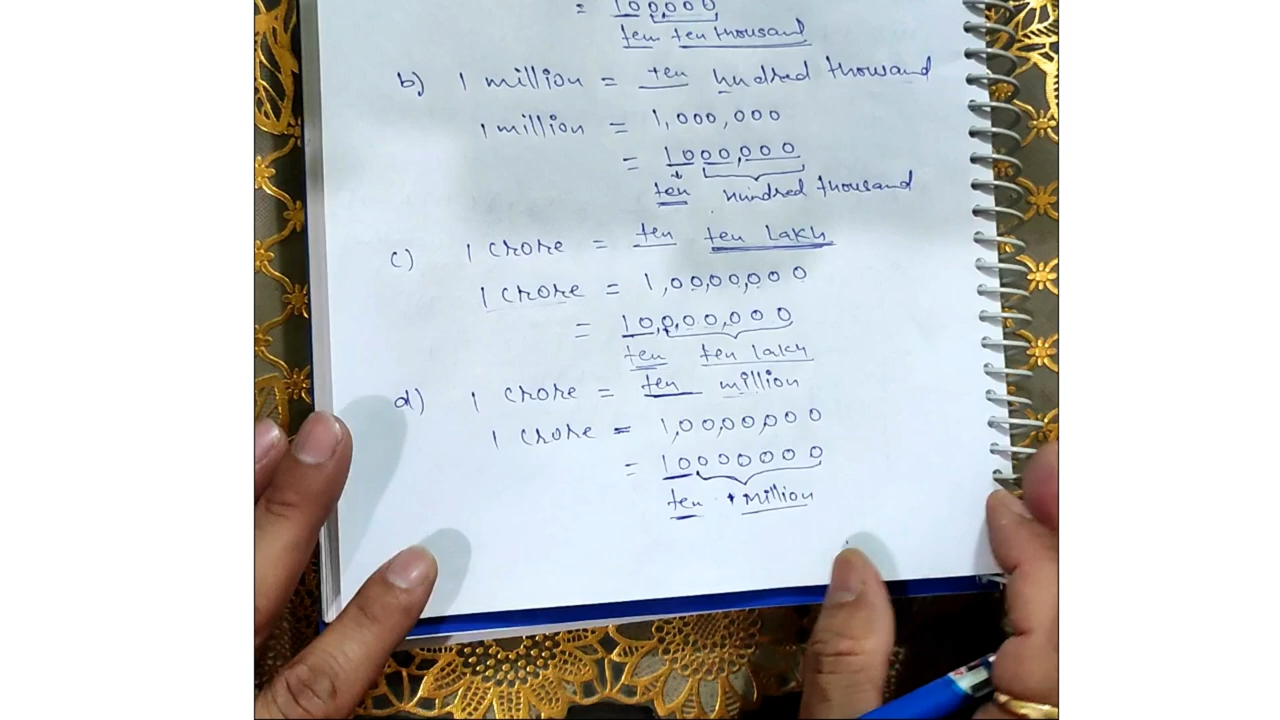 = 100,000
ten ten thousand
b) 1 million = ten hundred thousand
1 million = 1,000,000
= 1000,000
ten hundred thousand
c) 1 crore = ten ten lakh
1 crore = 1,00,00,000
= 10,00,000
ten ten lakh
d) 1 crore = ten million
1 crore = 1,00,00,000
= 10000000
ten million